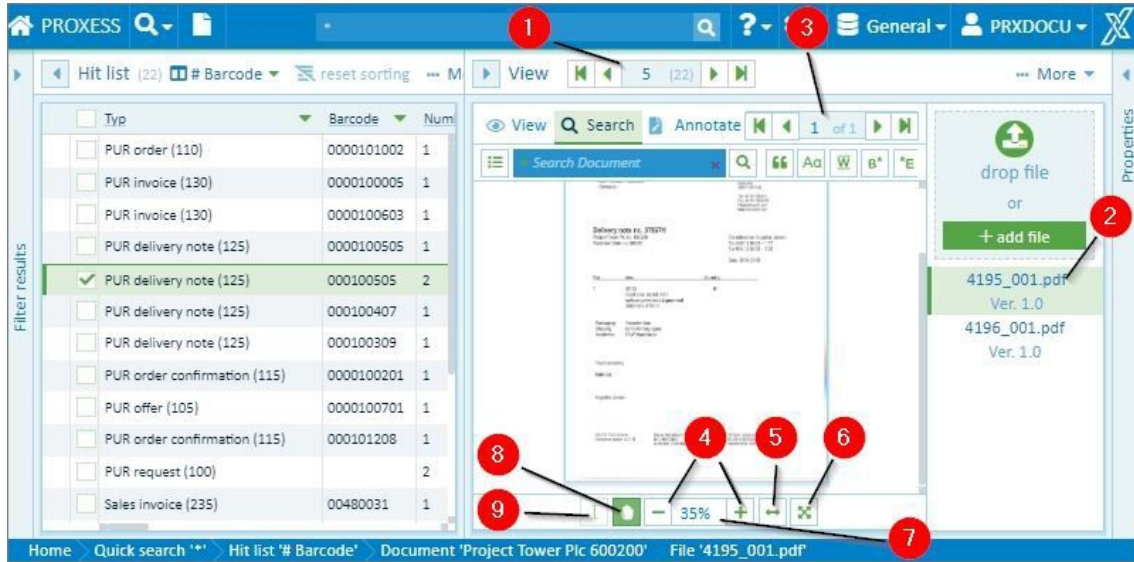 PROXESS
*
1
?
3
General
PRXDOCU
Hit list (22) # Barcode reset sorting ... M
View 5 (22)
... More
Typ Barcode Num
PUR order (110) 0000101002 1
PUR invoice (130) 0000100005 1
PUR invoice (130) 0000100603 1
PUR delivery note (125) 0000100505 1
PUR delivery note (125) 000100505 2
PUR delivery note (125) 000100407 1
PUR delivery note (125) 000100309 1
PUR order confirmation (115) 0000100201 1
PUR offer (105) 0000100701 1
PUR order confirmation (115) 000101208 1
PUR request (100) 2
Sales invoice (235) 00480031 1
Filter results
View Search Annotate 1 of 1
Search Document x
Aa W B* *E
Delivery note no.
drop file
or
+ add file
2
4195_001.pdf
Ver. 1.0
4196_001.pdf
Ver. 1.0
Properties
4
5
6
8
9
35%
7
Home Quick search '*' Hit list '# Barcode' Document 'Project Tower Plc 600200' File '4195_001.pdf'